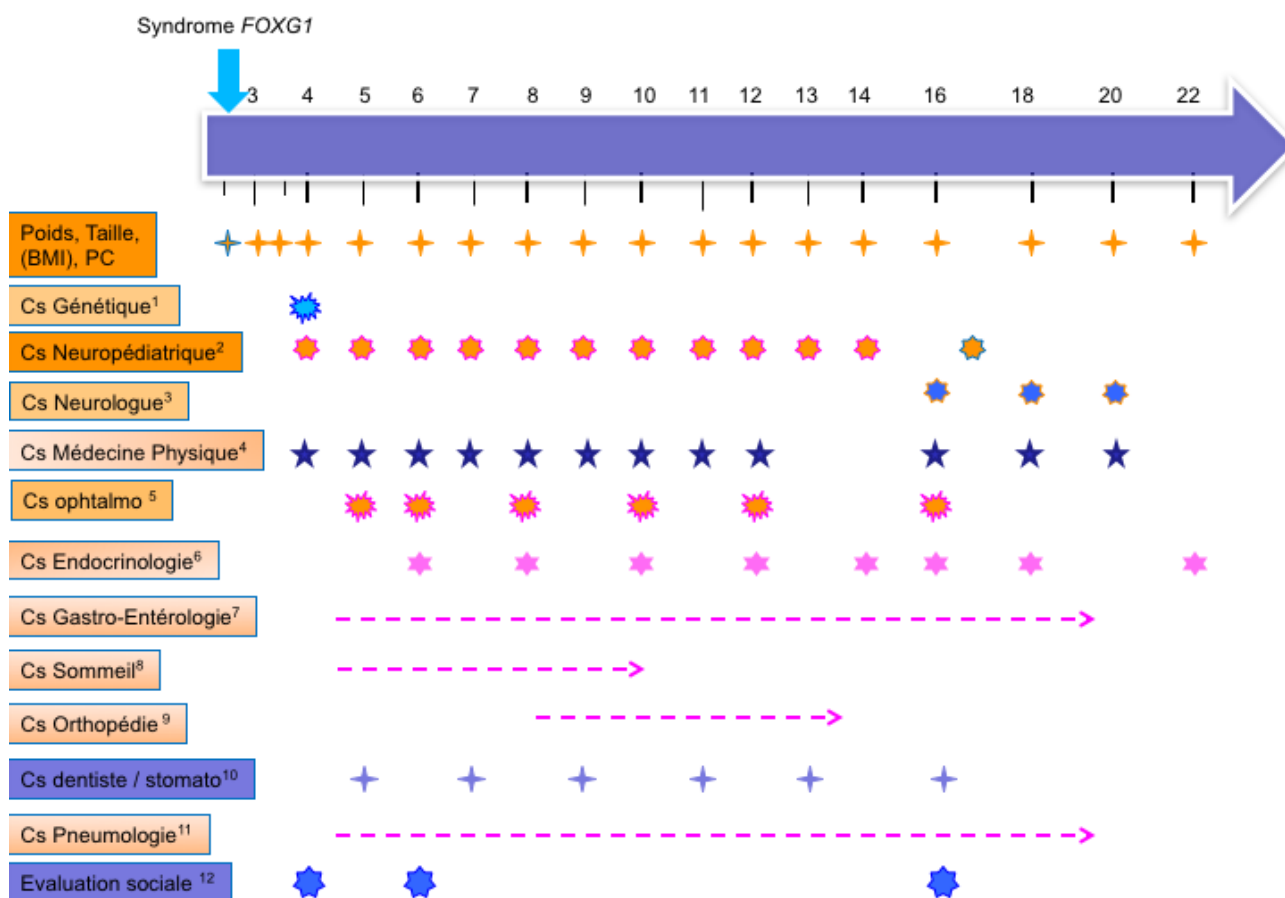 Syndrome FOXG1
3 4 5 6 7 8 9 10 11 12 13 14 16 18 20 22
Poids, Taille,
(BMI), PC
Cs Génétique¹
Cs Neuropédiatrique²
Cs Neurologue³
Cs Médecine Physique⁴
Cs ophtalmo ⁵
Cs Endocrinologie⁶
Cs Gastro-Entérologie⁷
Cs Sommeil⁸
Cs Orthopédie ⁹
Cs dentiste / stomato¹⁰
Cs Pneumologie¹¹
Evaluation sociale ¹²